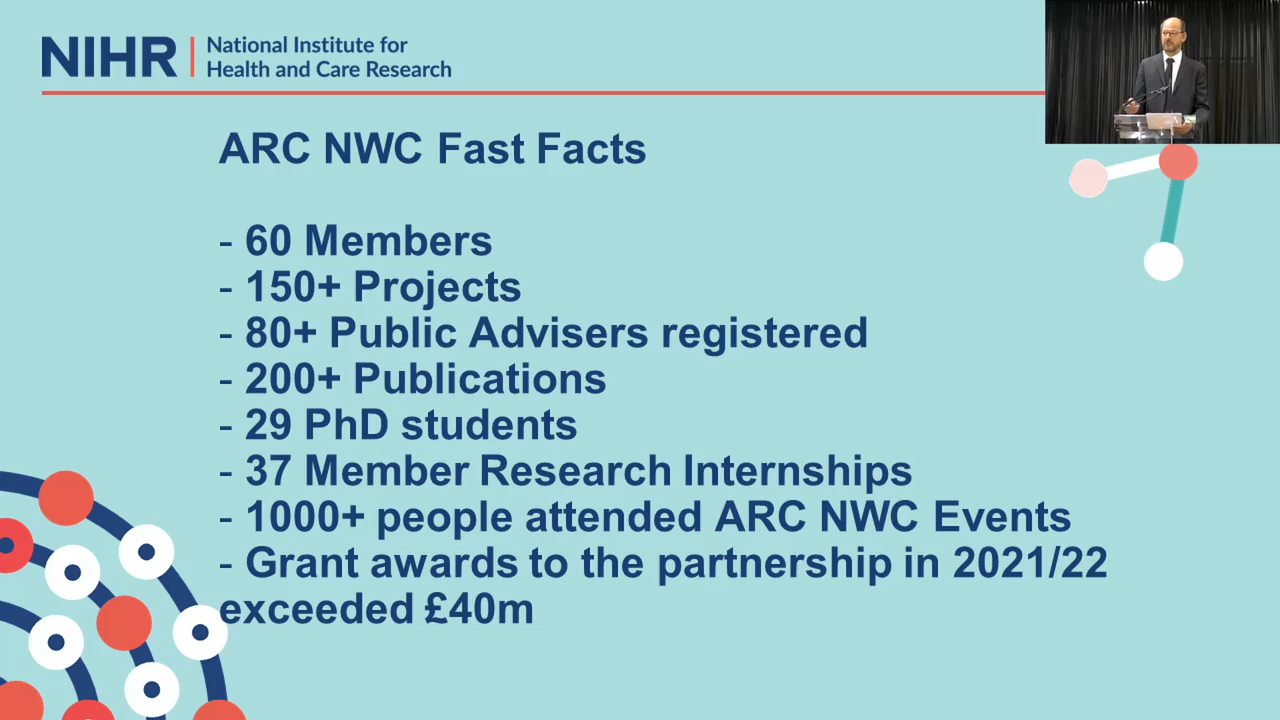 NIHR
National Institute for
Health and Care Research
ARC NWC Fast Facts
- 60 Members
- 150+ Projects
- 80+ Public Advisers registered
- 200+ Publications
- 29 PhD students
- 37 Member Research Internships
- 1000+ people attended ARC NWC Events
- Grant awards to the partnership in 2021/22
exceeded £40m